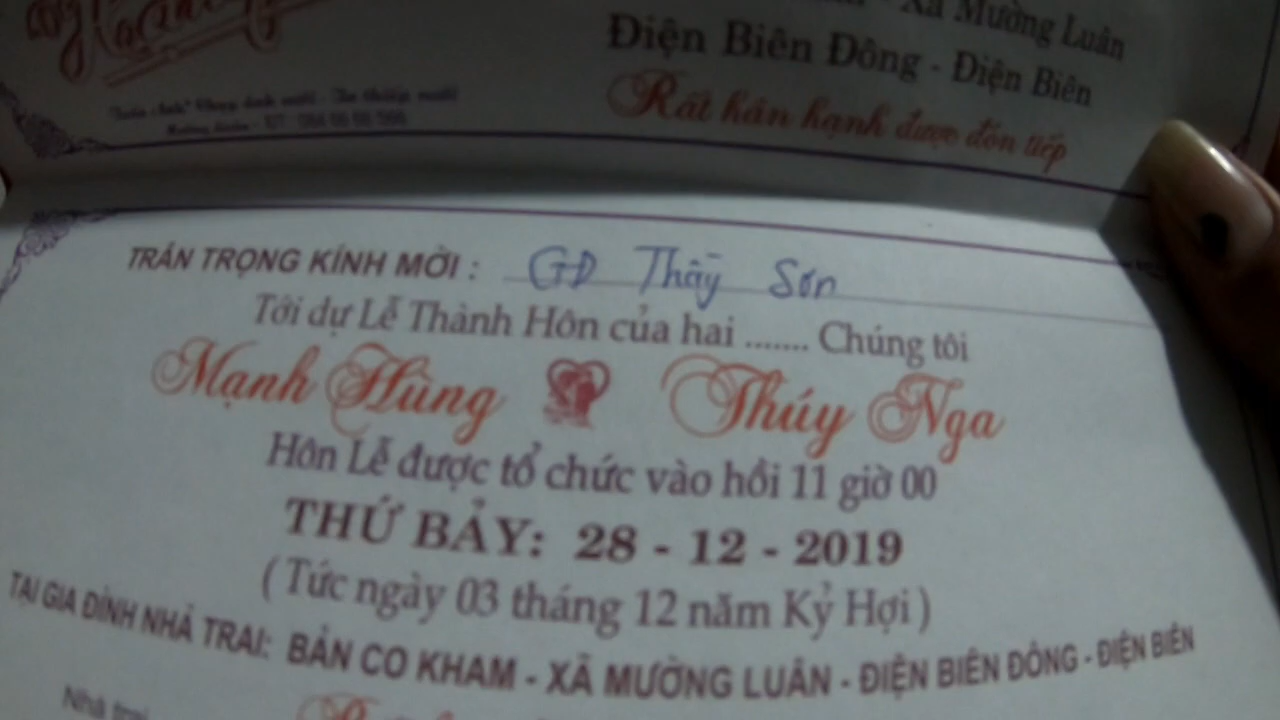 Xã Mường Luân
Điện Biên Đông - Điện Biên
Rất hân hạnh được đón tiếp
TRÂN TRỌNG KÍNH MỜI : GĐ Thầy Sơn
Tới dự Lễ Thành Hôn của hai ....... Chúng tôi
Mạnh Hùng Thúy Nga
Hôn Lễ được tổ chức vào hồi 11 giờ 00
THỨ BẢY: 28 - 12 - 2019
( Tức ngày 03 tháng 12 năm Kỷ Hợi )
TẠI GIA ĐÌNH NHÀ TRAI: BẢN CO KHAM - XÃ MƯỜNG LUÂN - ĐIỆN BIÊN ĐÔNG - ĐIỆN BIÊN
Nhà trai